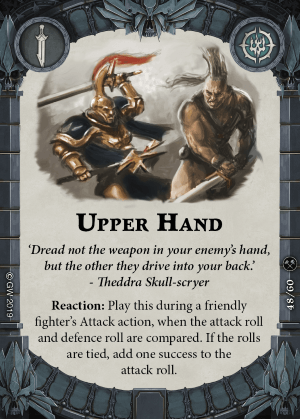 UPPER HAND
‘Dread not the weapon in your enemy’s hand,
but the other they drive into your back.’
- Theddra Skull-scryer
Reaction: Play this during a friendly
fighter’s Attack action, when the attack roll
and defence roll are compared. If the rolls
are tied, add one success to the
attack roll.
© GW 2019
48/60